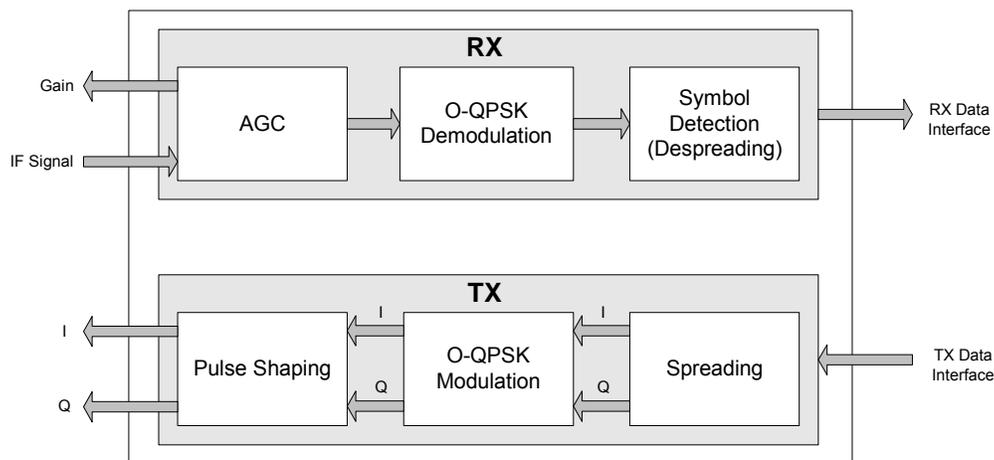 RX
Gain
IF Signal
AGC
O-QPSK
Demodulation
Symbol
Detection
(Despreading)
RX Data
Interface
TX
I
Q
Pulse Shaping
I
Q
O-QPSK
Modulation
I
Q
Spreading
TX Data
Interface